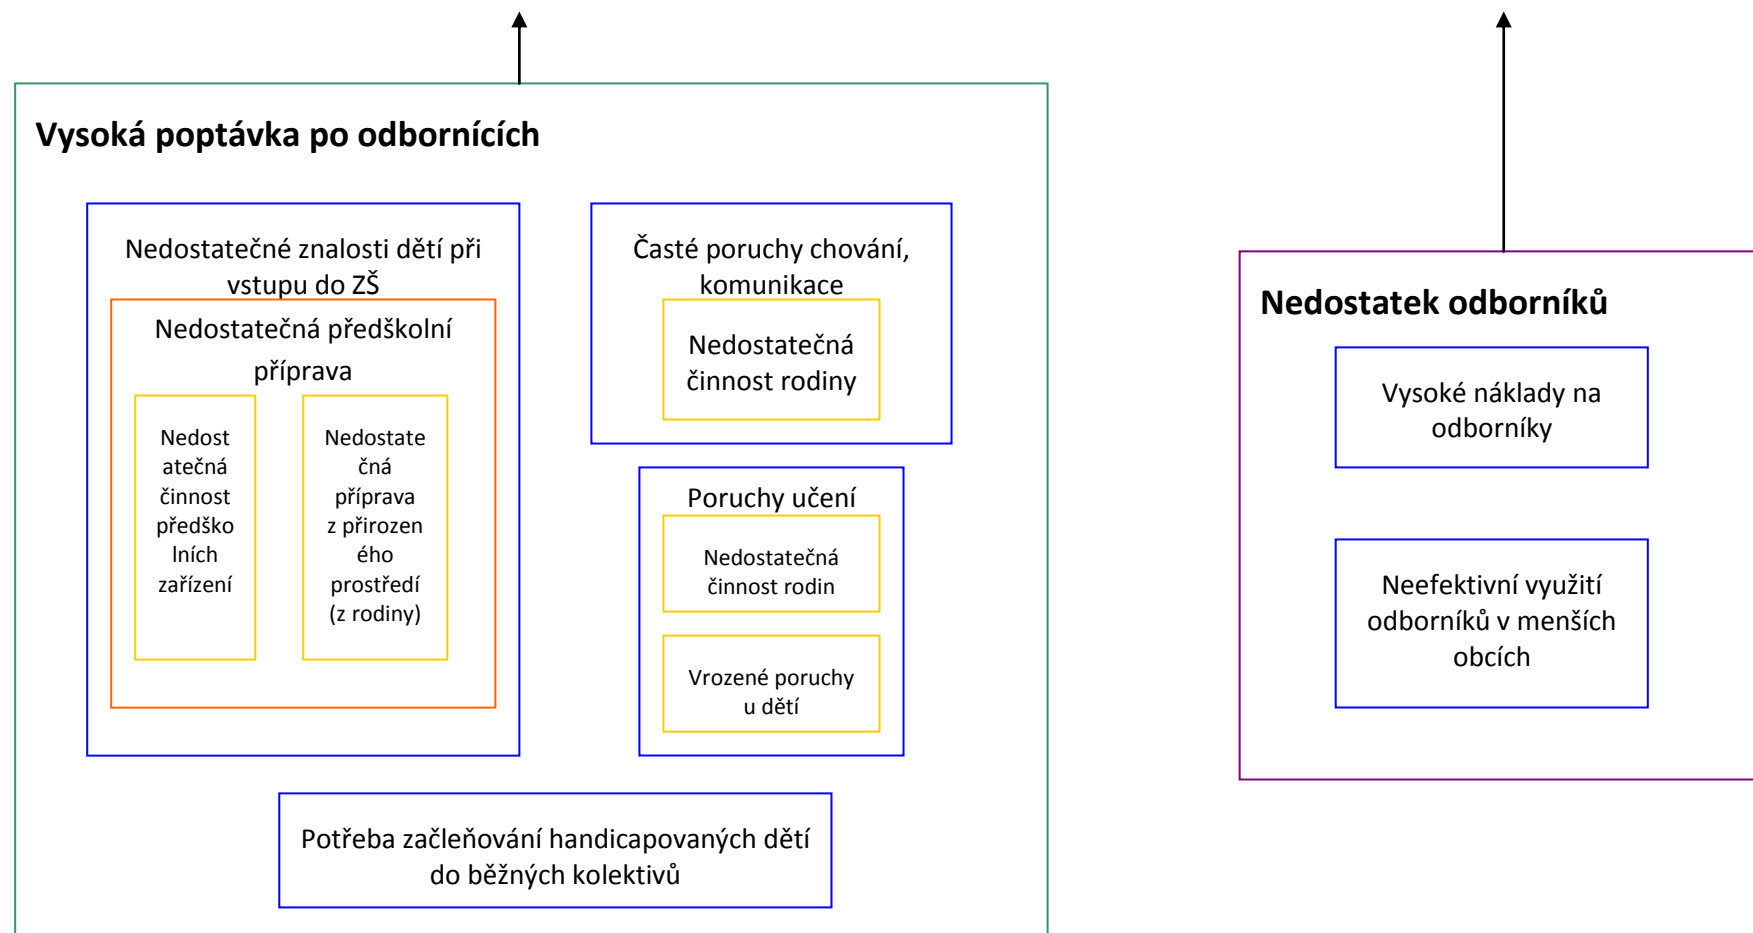 Vysoká poptávka po odbornících
Nedostatečné znalosti dětí při
vstupu do ZŠ
Nedostatečná předškolní
příprava
Nedost
atečná
činnost
předško
lních
zařízení
Nedostate
čná
příprava
z přirozen
ého
prostředí
(z rodiny)
Časté poruchy chování,
komunikace
Nedostatečná
činnost rodiny
Poruchy učení
Nedostatečná
činnost rodin
Vrozené poruchy
u dětí
Potřeba začleňování handicapovaných dětí
do běžných kolektivů
Nedostatek odborníků
Vysoké náklady na
odborníky
Neefektivní využití
odborníků v menších
obcích